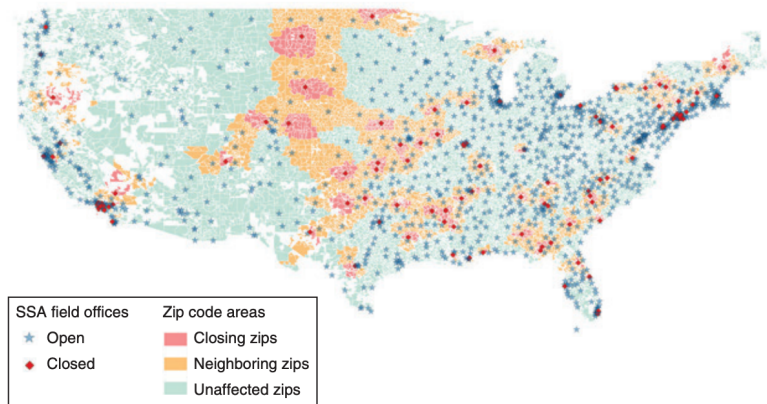 SSA field offices
Open
Closed
Zip code areas
Closing zips
Neighboring zips
Unaffected zips